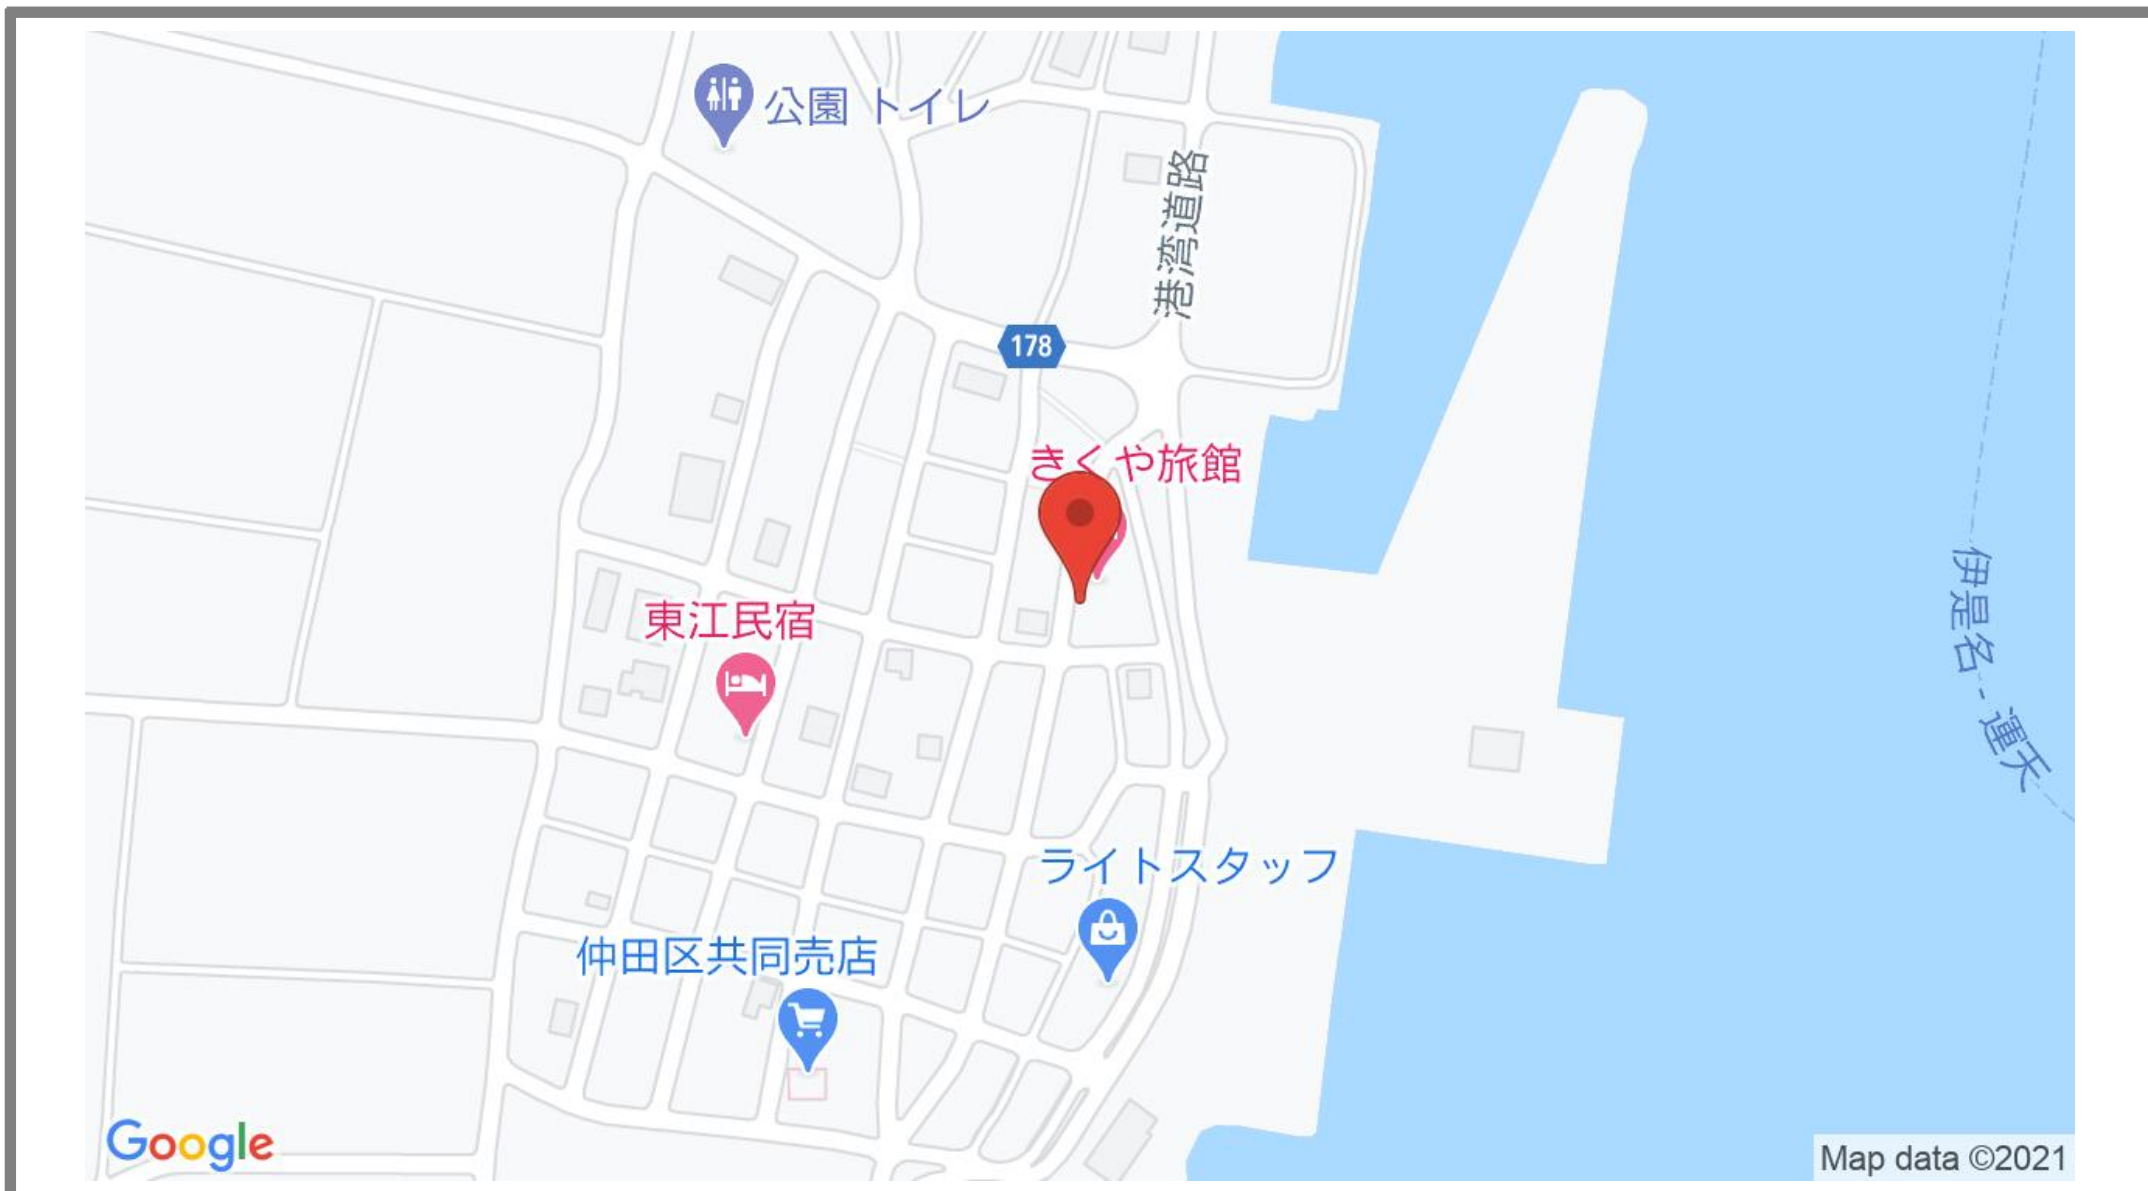 公園 トイレ
港湾道路
178
きくや旅館
東江民宿
伊是名 - 運天
ライトスタッフ
仲田区共同売店
Google
Map data ©2021